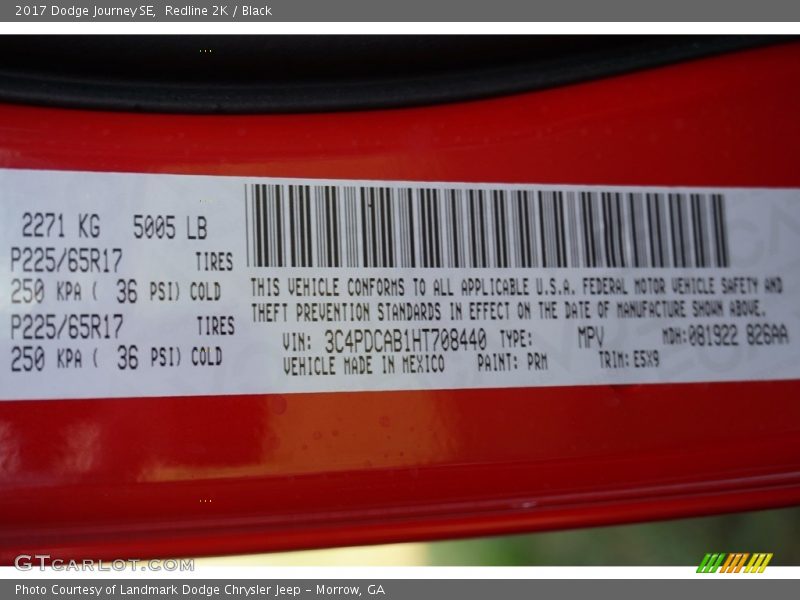 2017 Dodge Journey SE, Redline 2K / Black
2271 KG 5005 LB
P225/65R17 TIRES
250 KPA ( 36 PSI) COLD
P225/65R17 TIRES
250 KPA ( 36 PSI) COLD
THIS VEHICLE CONFORMS TO ALL APPLICABLE U.S.A. FEDERAL MOTOR VEHICLE SAFETY AND
THEFT PREVENTION STANDARDS IN EFFECT ON THE DATE OF MANUFACTURE SHOWN ABOVE.
VIN: 3C4PDCAB1HT708440 TYPE: MPV MDH:081922 826AA
VEHICLE MADE IN MEXICO PAINT: PRM TRIM: E5X9
GTCARLOT.COM
Photo Courtesy of Landmark Dodge Chrysler Jeep – Morrow, GA